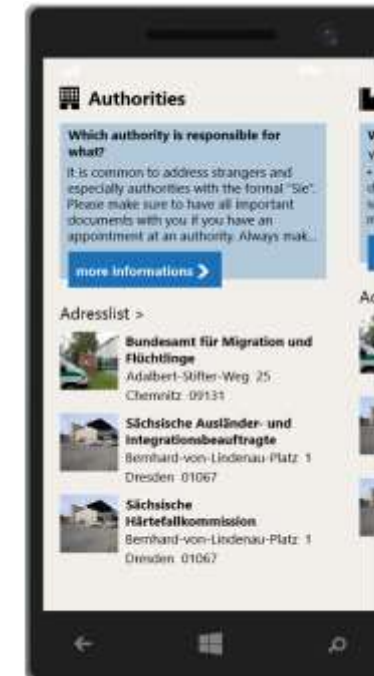 Authorities
Which authority is responsible for
what?
It is common to address strangers and
especially authorities with the formal "Sie".
Please make sure to have all important
documents with you if you have an
appointment at an authority. Always mak...
more informations
Adresslist >
Bundesamt für Migration und
Flüchtlinge
Adalbert-Stifter-Weg 25
Chemnitz 09131
Sächsische Ausländer- und
Integrationsbeauftragte
Bernhard-von-Lindenau-Platz 1
Dresden 01067
Sächsische
Härtefallkommission
Bernhard-von-Lindenau-Platz 1
Dresden 01067